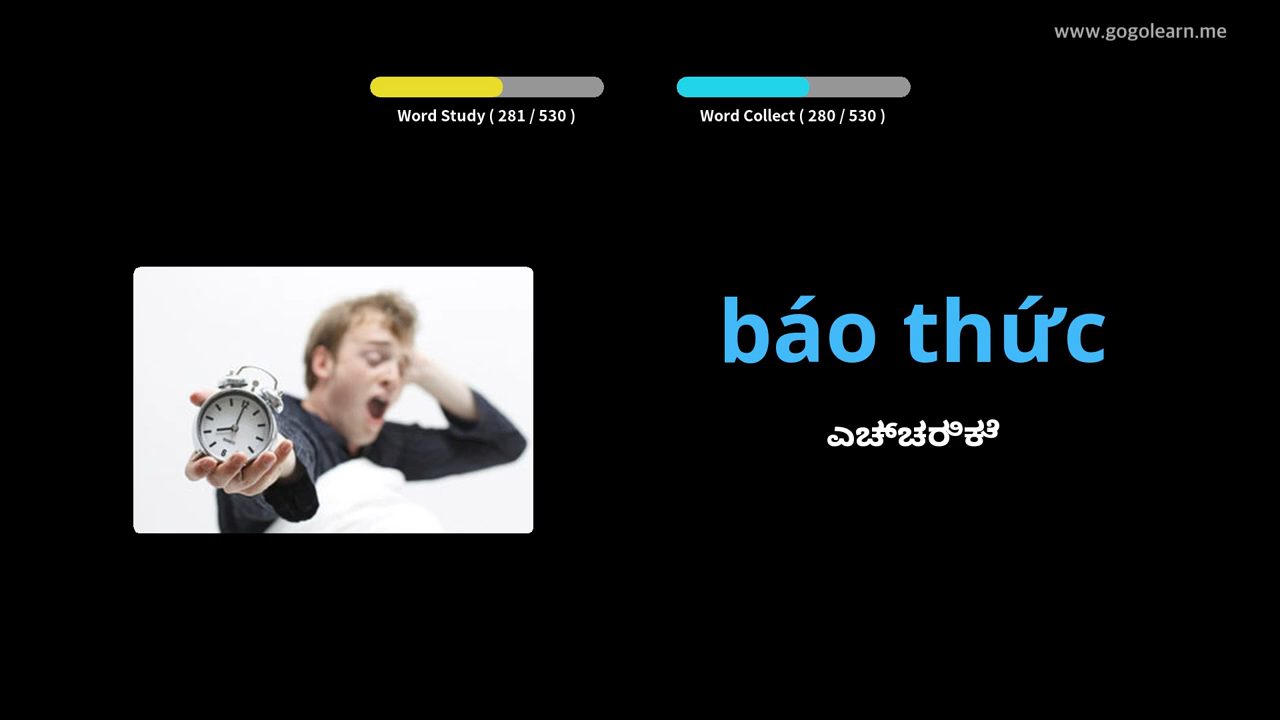 www.gogolearn.me
Word Study ( 281 / 530 )
Word Collect ( 280 / 530 )
báo thức
ಎಚ್ಚರಿಕೆ